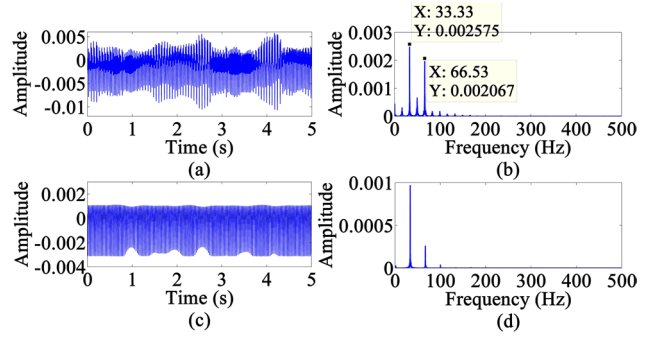 0.005
0
-0.005
-0.01
Amplitude
0 1 2 3 4 5
Time (s)
(a)
X: 33.33
Y: 0.002575
X: 66.53
Y: 0.002067
0.003
0.002
0.001
0
Amplitude
0 100 200 300 400 500
Frequency (Hz)
(b)
0.002
0
-0.002
-0.004
Amplitude
0 1 2 3 4 5
Time (s)
(c)
0.001
0.0005
0
Amplitude
0 100 200 300 400 500
Frequency (Hz)
(d)